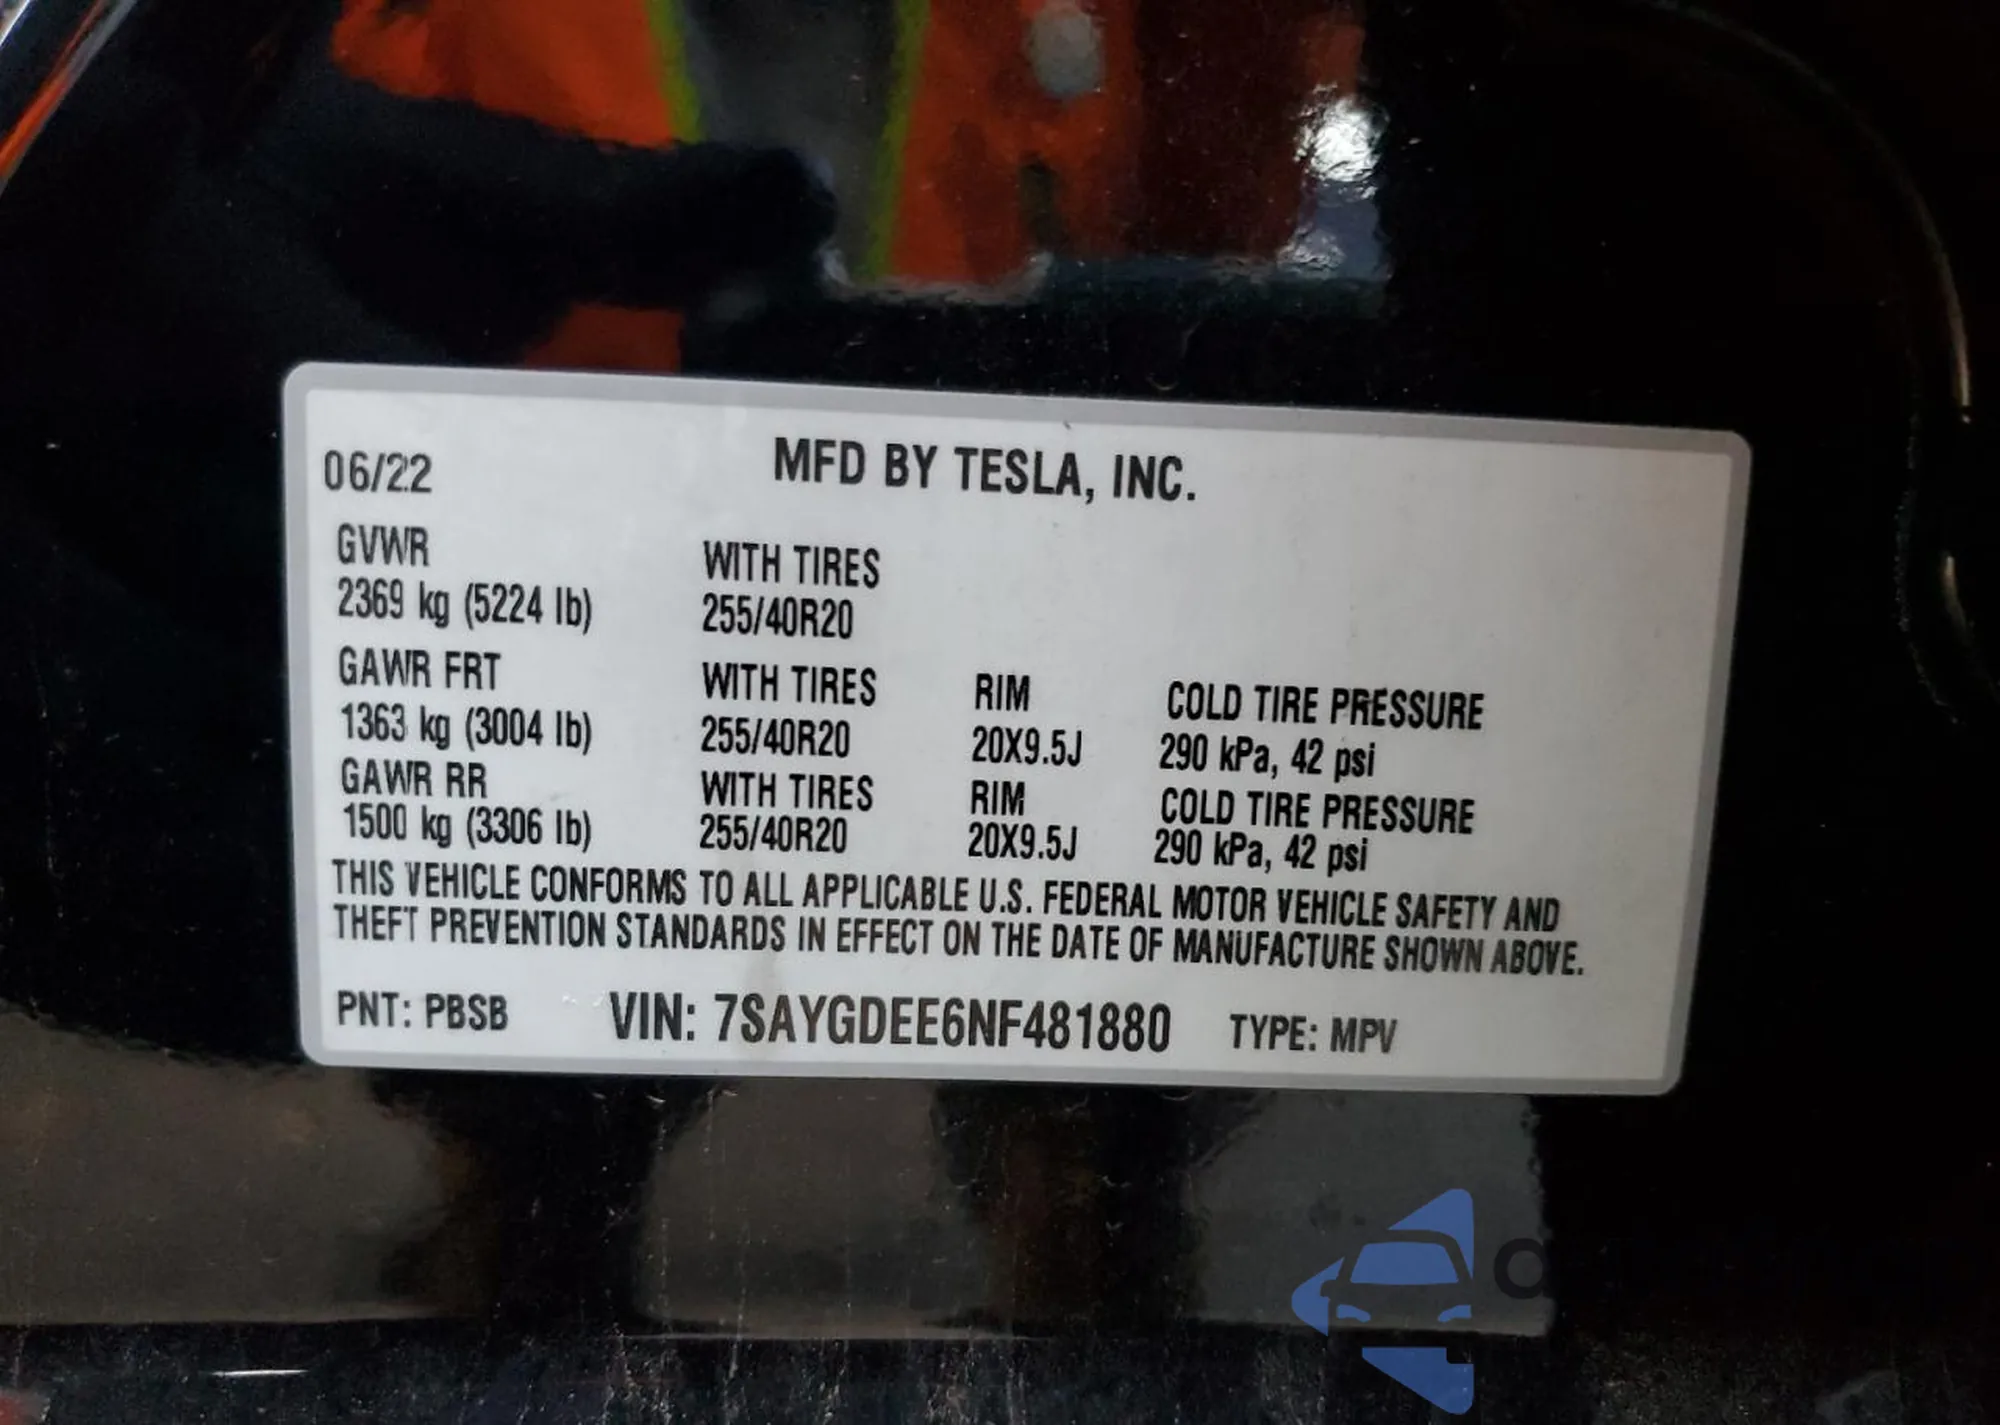 06/22 MFD BY TESLA, INC.
GVWR WITH TIRES
2369 kg (5224 lb) 255/40R20
GAWR FRT WITH TIRES RIM COLD TIRE PRESSURE
1363 kg (3004 lb) 255/40R20 20X9.5J 290 kPa, 42 psi
GAWR RR WITH TIRES RIM COLD TIRE PRESSURE
1500 kg (3306 lb) 255/40R20 20X9.5J 290 kPa, 42 psi
THIS VEHICLE CONFORMS TO ALL APPLICABLE U.S. FEDERAL MOTOR VEHICLE SAFETY AND
THEFT PREVENTION STANDARDS IN EFFECT ON THE DATE OF MANUFACTURE SHOWN ABOVE.
PNT: PBSB VIN: 7SAYGDEE6NF481880 TYPE: MPV